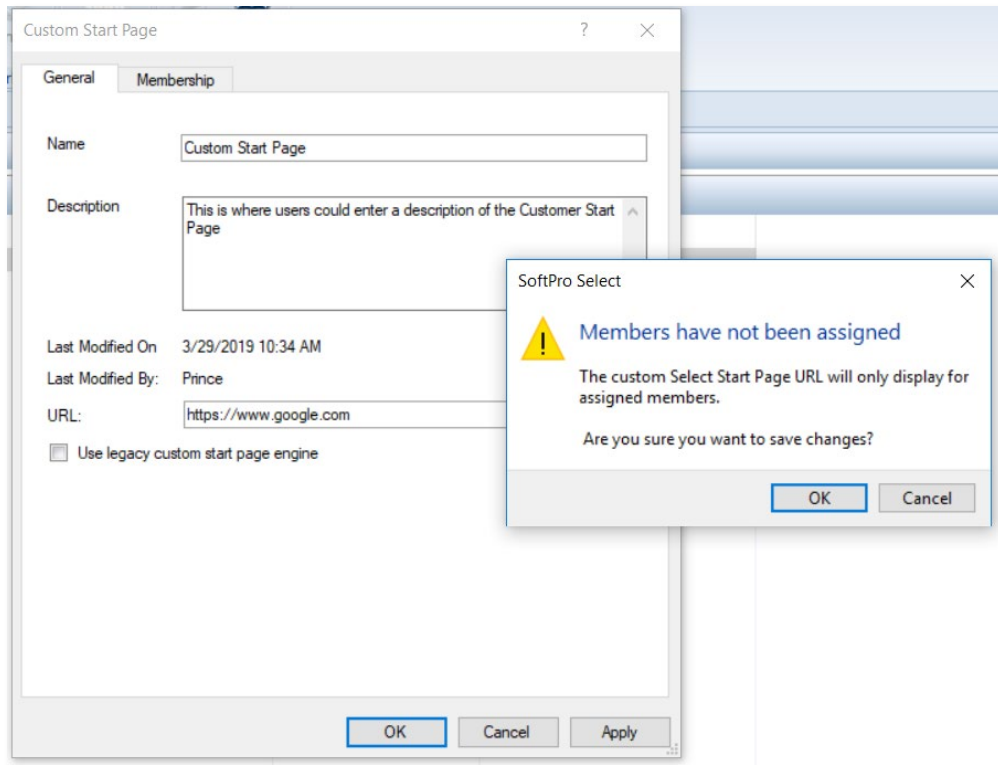 Custom Start Page
?
General
Membership
Name
Custom Start Page
Description
This is where users could enter a description of the Customer Start
Page
Last Modified On 3/29/2019 10:34 AM
Last Modified By: Prince
URL:
https://www.google.com
Use legacy custom start page engine
OK
Cancel
Apply
SoftPro Select
Members have not been assigned
The custom Select Start Page URL will only display for
assigned members.
Are you sure you want to save changes?
OK
Cancel